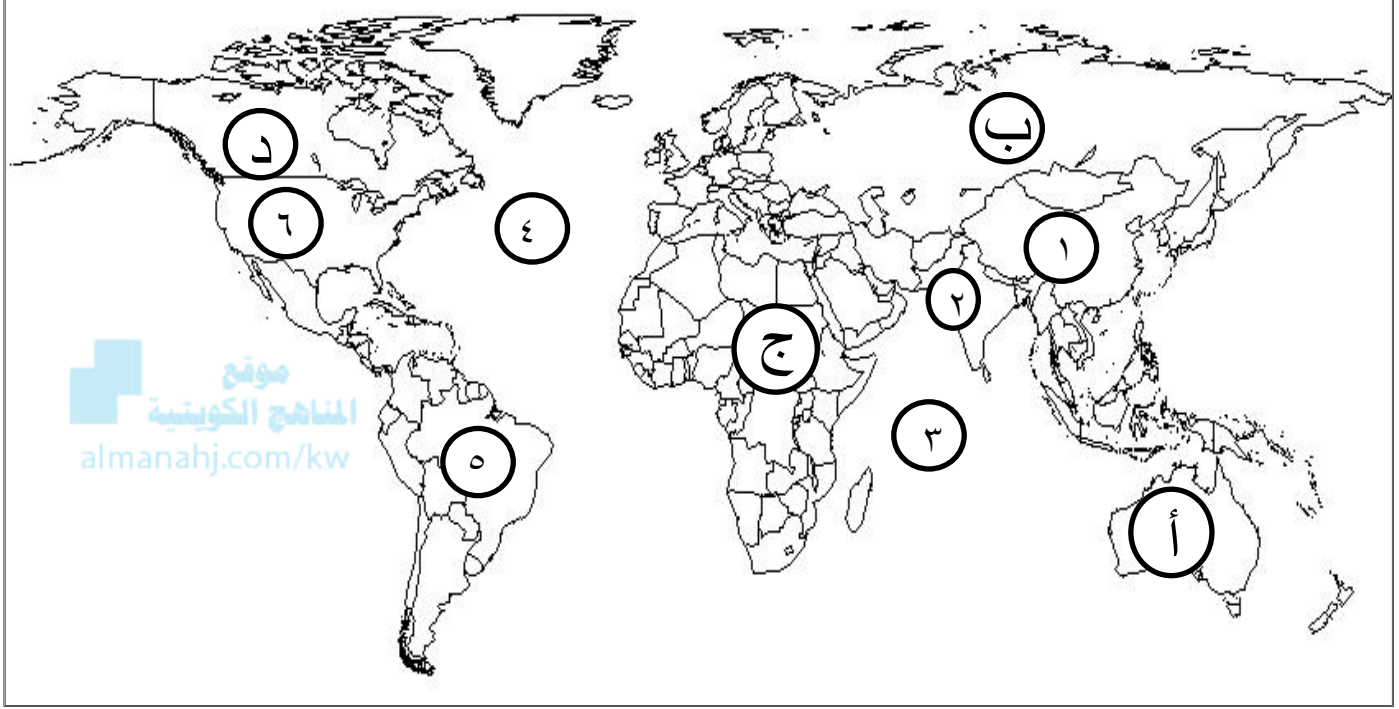 ب
د
٦
٤
١
٢
ج
موقع
المناهج الكويتية
almanahj.com/kw
٣
٥
أ